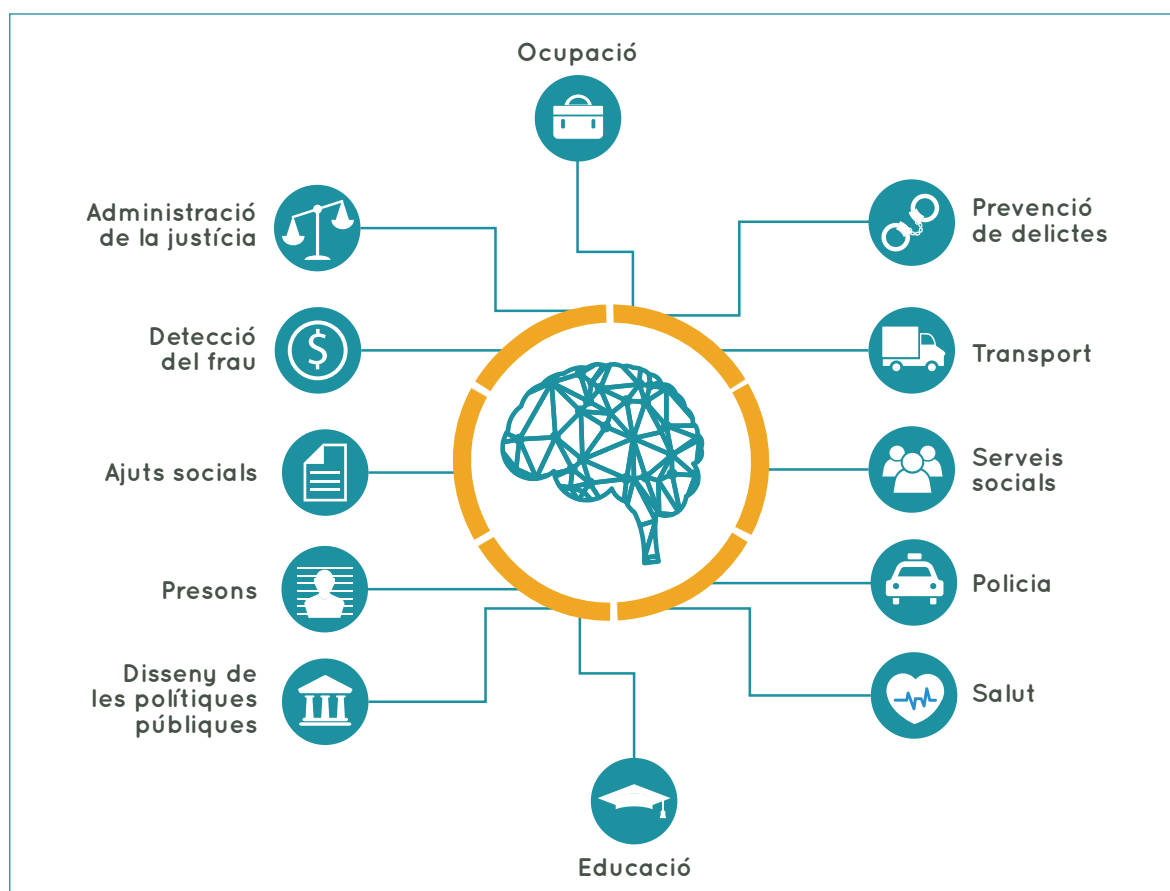 Ocupació
Administració
de la justícia
Prevenció
de delictes
Detecció
del frau
Transport
Ajuts socials
Serveis
socials
Presons
Policia
Disseny de
les polítiques
públiques
Salut
Educació